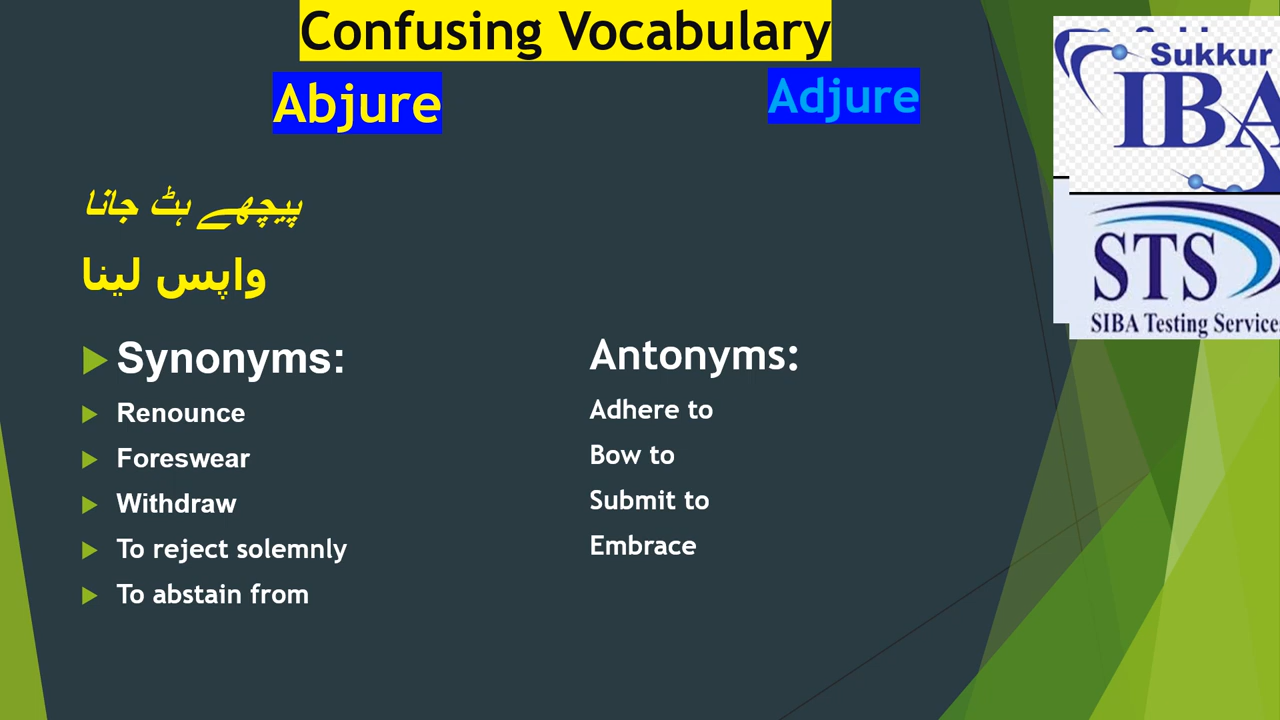 Confusing Vocabulary
Abjure
Adjure
پیچھے ہٹ جانا
واپس لینا
Synonyms:
Renounce
Foreswear
Withdraw
To reject solemnly
To abstain from
Antonyms:
Adhere to
Bow to
Submit to
Embrace
Sukkur
IBA
STS
SIBA Testing Service